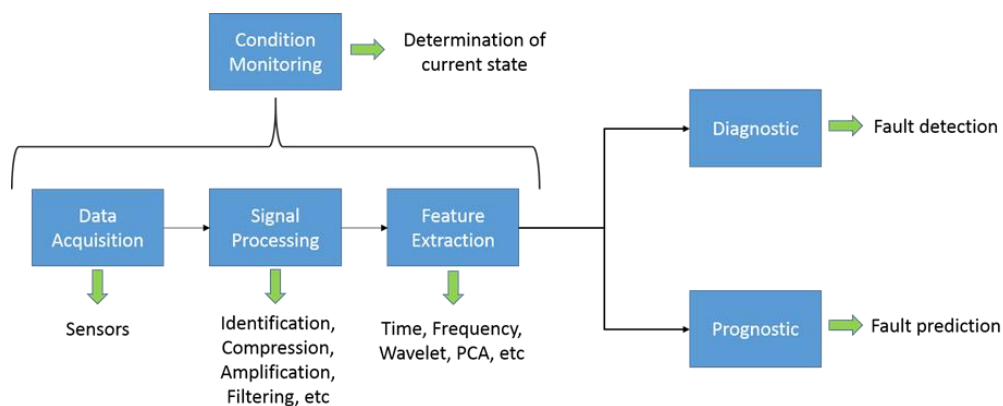 Condition
Monitoring
Determination of
current state
Data
Acquisition
Signal
Processing
Feature
Extraction
Sensors
Identification,
Compression,
Amplification,
Filtering, etc
Time, Frequency,
Wavelet, PCA, etc
Diagnostic
Fault detection
Prognostic
Fault prediction